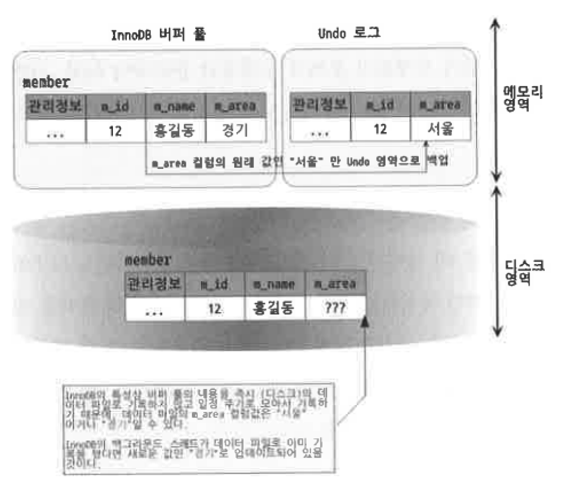 InnoDB 버퍼 풀
Undo 로그
member
관리정보 m_id m_name m_area
... 12 홍길동 경기
관리정보 m_id m_area
... 12 서울
m_area 컬럼의 원래 값인 "서울" 만 Undo 영역으로 백업
메모리
영역
member
관리정보 m_id m_name m_area
... 12 홍길동 ???
디스크
영역
InnoDB의 특성상 버퍼 풀의 내용을 즉시 (디스크)의 데
이터 파일로 기록하지 않고 일정 주기로 모아서 기록하
기 때문에, 데이터 파일의 m_area 컬럼값은 "서울"
이거나 "경기"일 수 있다.
InnoDB의 백그라운드 스레드가 데이터 파일로 이미 기
록을 했다면 새로운 값인 "경기"로 업데이트되어 있을
것이다.